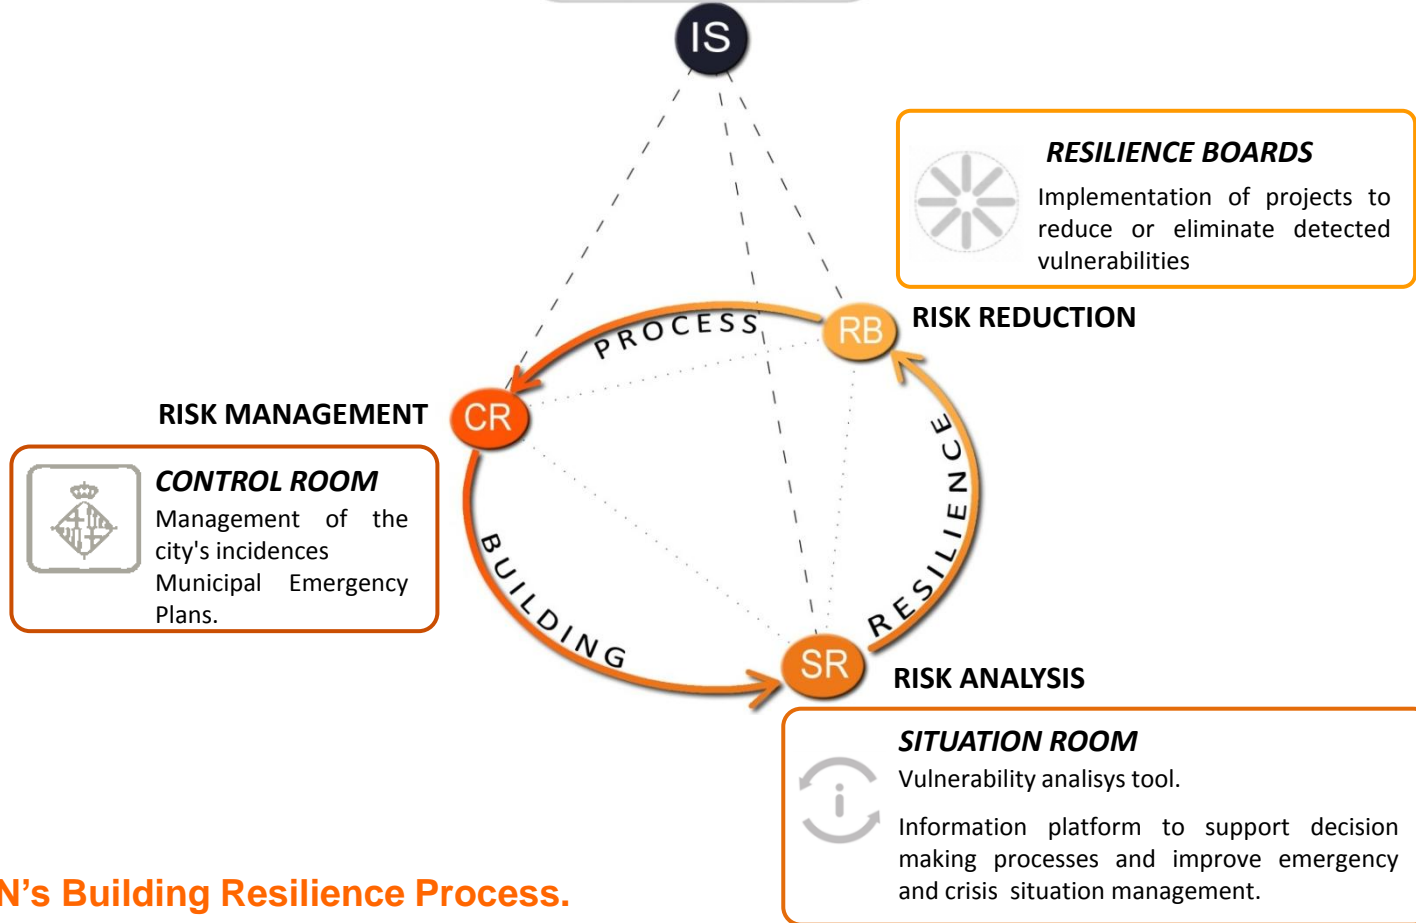 IS
RESILIENCE BOARDS
Implementation of projects to
reduce or eliminate detected
vulnerabilities
RISK REDUCTION
RB
PROCESS
RISK MANAGEMENT
CR
CONTROL ROOM
Management of the
city's incidences
Municipal Emergency
Plans.
BUILDING
RESILIENCE
SR
RISK ANALYSIS
SITUATION ROOM
Vulnerability analisys tool.
i
Information platform to support decision
making processes and improve emergency
and crisis situation management.
N's Building Resilience Process.